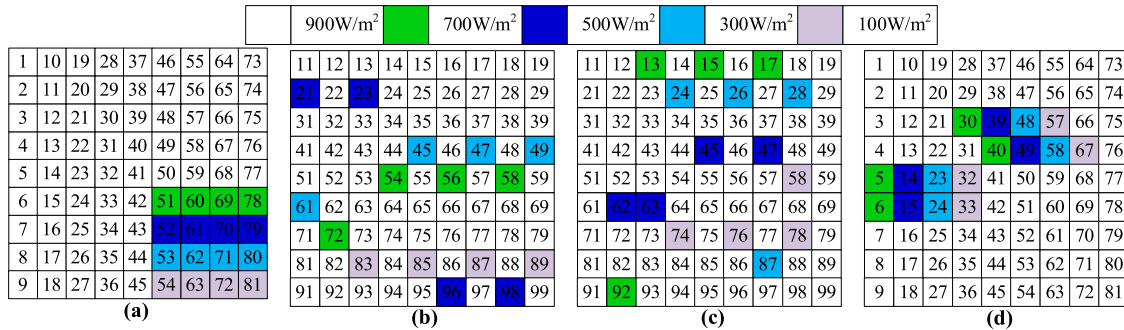 900W/m² 700W/m² 500W/m² 300W/m² 100W/m²
1 10 19 28 37 46 55 64 73
2 11 20 29 38 47 56 65 74
3 12 21 30 39 48 57 66 75
4 13 22 31 40 49 58 67 76
5 14 23 32 41 50 59 68 77
6 15 24 33 42 51 60 69 78
7 16 25 34 43 52 61 70 79
8 17 26 35 44 53 62 71 80
9 18 27 36 45 54 63 72 81
(a)
11 12 13 14 15 16 17 18 19
21 22 23 24 25 26 27 28 29
31 32 33 34 35 36 37 38 39
41 42 43 44 45 46 47 48 49
51 52 53 54 55 56 57 58 59
61 62 63 64 65 66 67 68 69
71 72 73 74 75 76 77 78 79
81 82 83 84 85 86 87 88 89
91 92 93 94 95 96 97 98 99
(b)
11 12 13 14 15 16 17 18 19
21 22 23 24 25 26 27 28 29
31 32 33 34 35 36 37 38 39
41 42 43 44 45 46 47 48 49
51 52 53 54 55 56 57 58 59
61 62 63 64 65 66 67 68 69
71 72 73 74 75 76 77 78 79
81 82 83 84 85 86 87 88 89
91 92 93 94 95 96 97 98 99
(c)
1 10 19 28 37 46 55 64 73
2 11 20 29 38 47 56 65 74
3 12 21 30 39 48 57 66 75
4 13 22 31 40 49 58 67 76
5 14 23 32 41 50 59 68 77
6 15 24 33 42 51 60 69 78
7 16 25 34 43 52 61 70 79
8 17 26 35 44 53 62 71 80
9 18 27 36 45 54 63 72 81
(d)